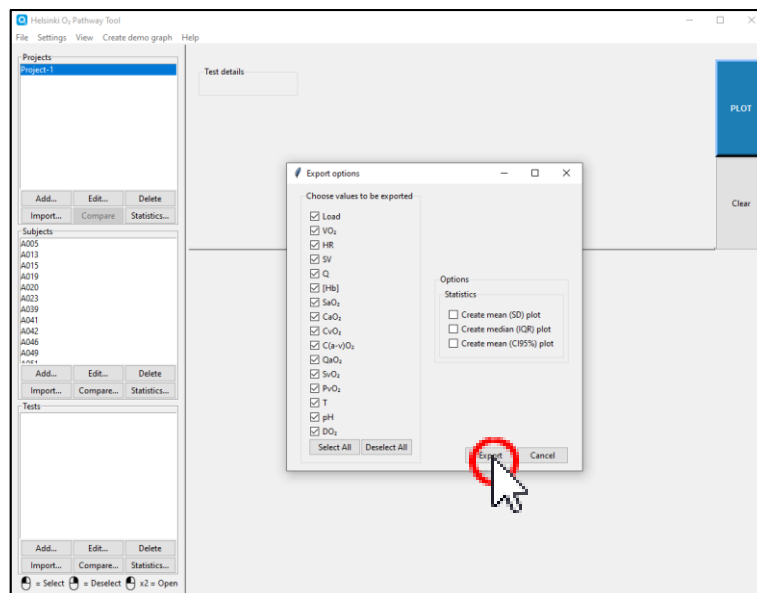 Helsinki O₂ Pathway Tool
File Settings View Create demo graph Help
Projects
Project-1
Add... Edit... Delete
Import... Compare Statistics...
Subjects
A005
A013
A015
A019
A020
A023
A039
A041
A042
A046
A049
A051
Add... Edit... Delete
Import... Compare... Statistics...
Tests
Add... Edit... Delete
Import... Compare... Statistics...
= Select = Deselect x2 = Open
Test details
PLOT
Clear
Export options
Choose values to be exported
Load
VO₂
HR
SV
Q
[Hb]
SaO₂
CaO₂
CvO₂
C(a-v)O₂
QaO₂
SvO₂
PvO₂
T
pH
DO₂
Select All Deselect All
Options
Statistics
Create mean (SD) plot
Create median (IQR) plot
Create mean (CI95%) plot
Export Cancel